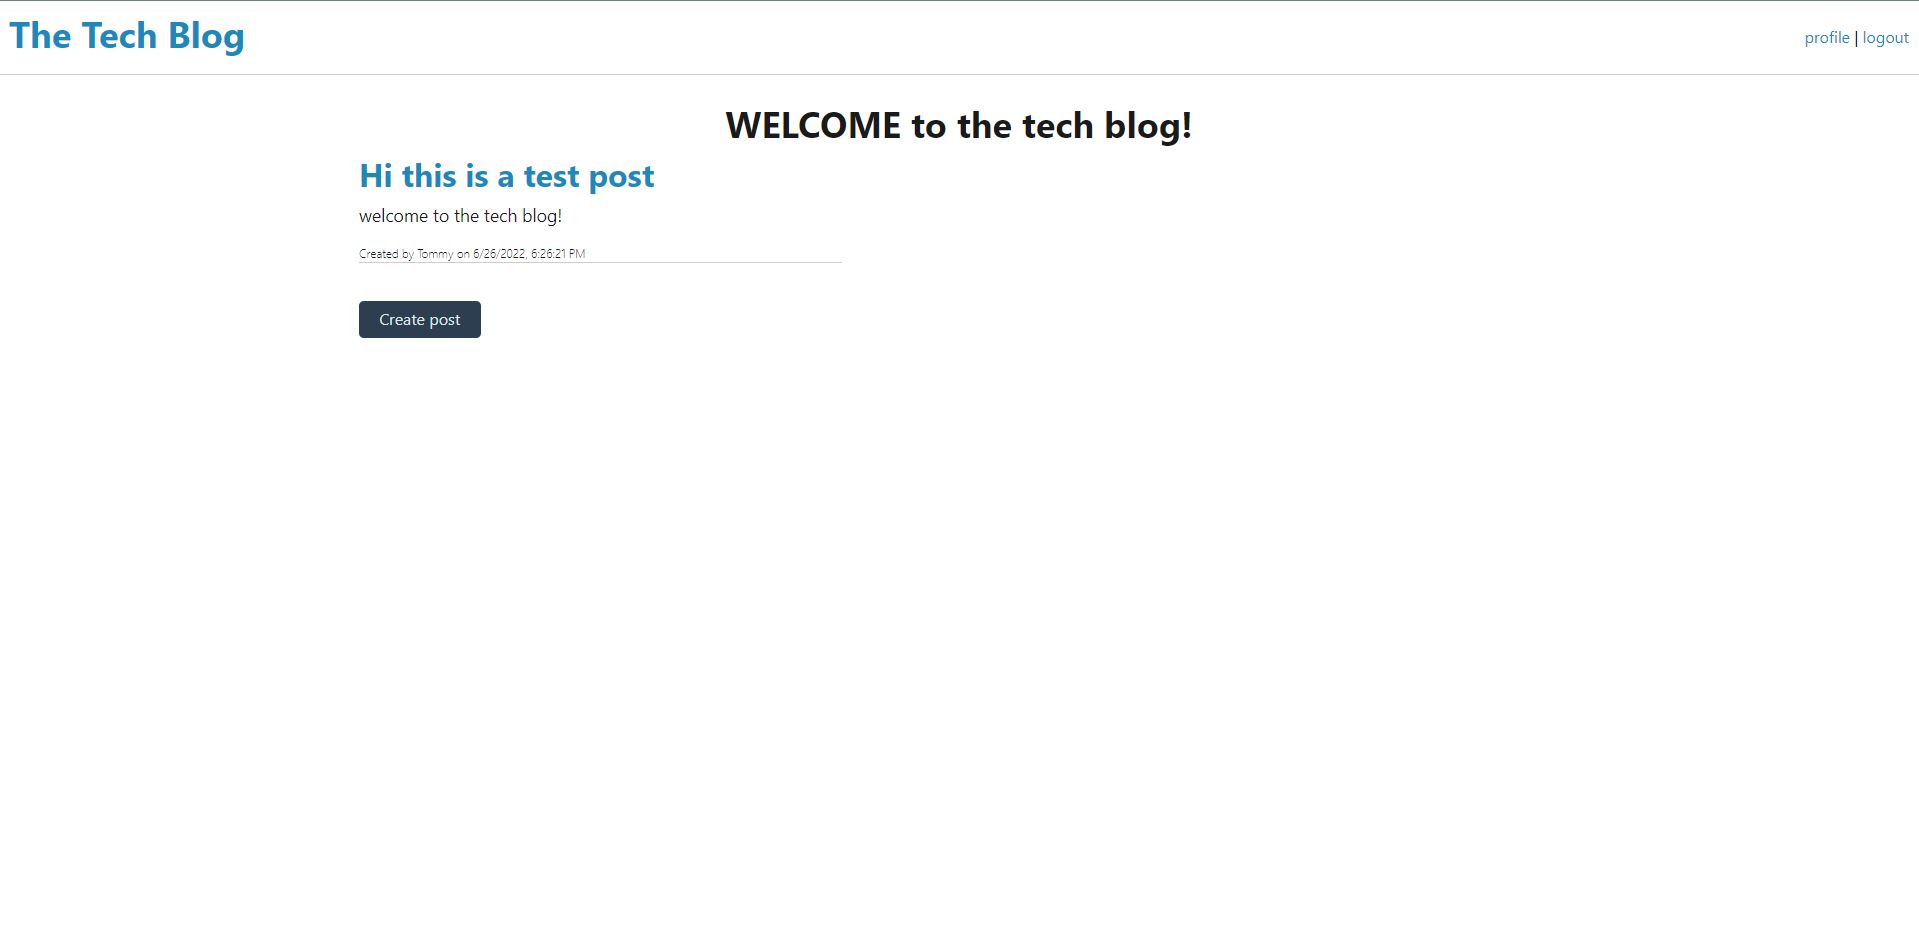 The Tech Blog
profile | logout
WELCOME to the tech blog!
Hi this is a test post
welcome to the tech blog!
Created by Tommy on 6/26/2022, 6:26:21 PM
Create post